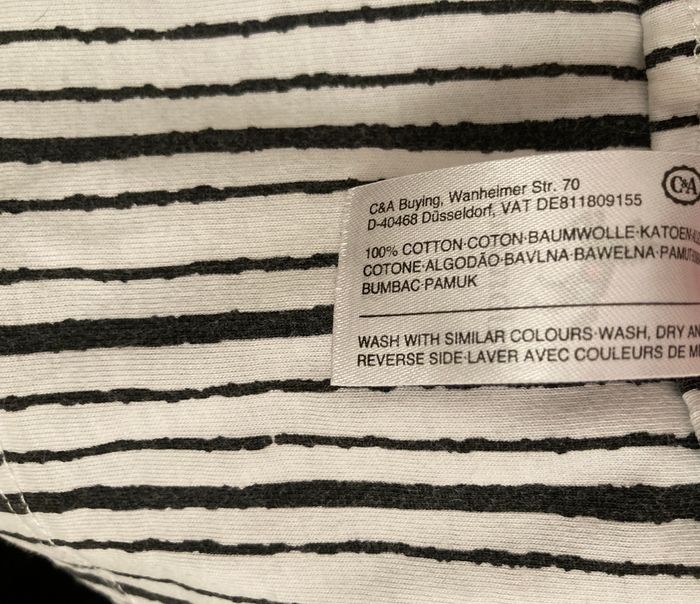 C&A
C&A Buying, Wanheimer Str. 70
D-40468 Düsseldorf, VAT DE811809155
100% COTTON·COTON·BAUMWOLLE·KATOEN
COTONE·ALGODÃO·BAVLNA·BAWEŁNA·PAMUT
BUMBAC·PAMUK
WASH WITH SIMILAR COLOURS·WASH, DRY
REVERSE SIDE·LAVER AVEC COULEURS DE